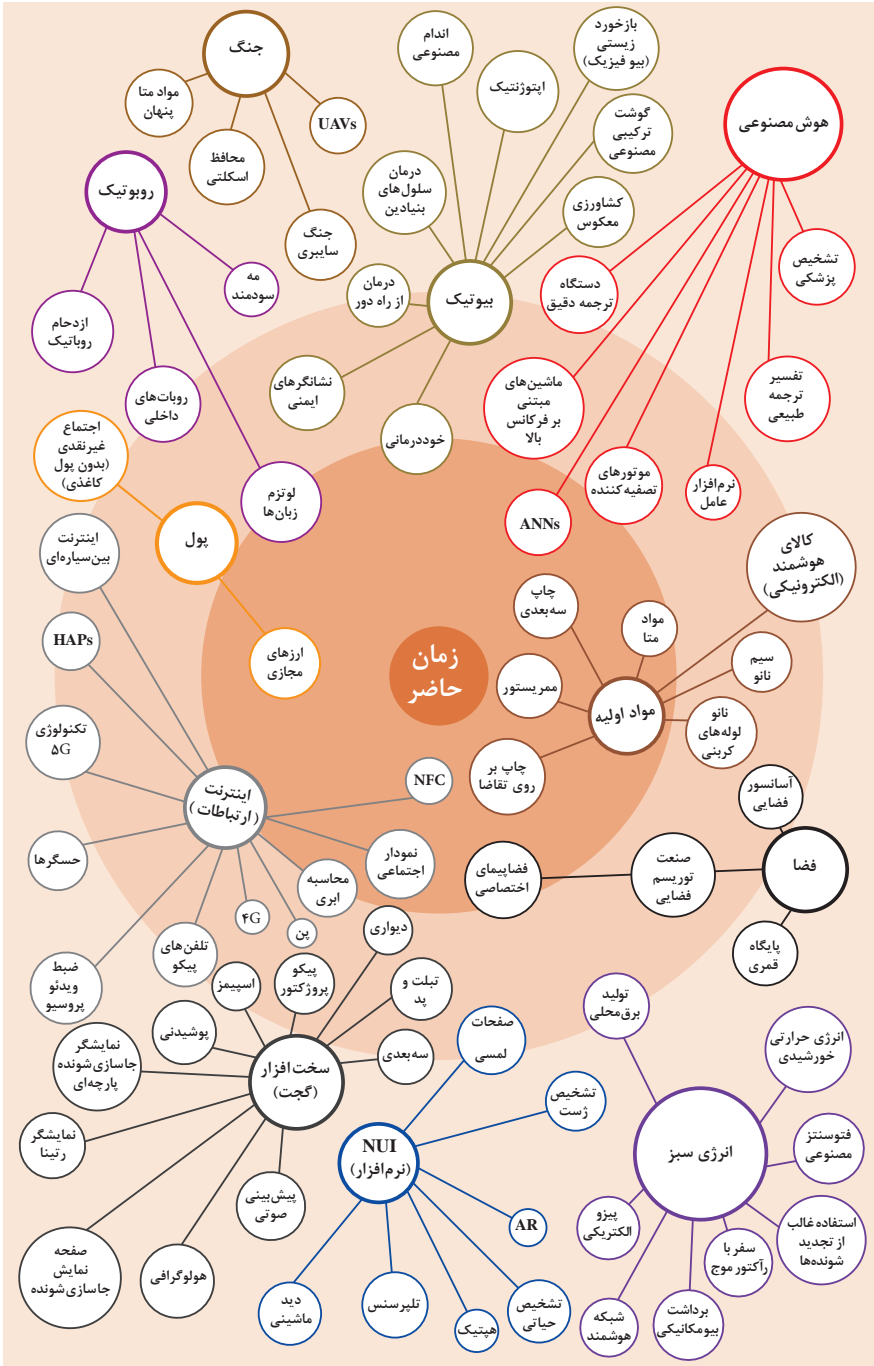 جنگ
مواد متا
پنهان
محافظ
اسکلتی
UAVs
جنگ
سایبری
روبوتیک
ازدحام
روباتیک
روبات‌های
داخلی
لوتزم
زبان‌ها
مه
سودمند
بیوتیک
اندام
مصنوعی
اپتوژنتیک
بازخورد
زیستی
(بیو فیزیک)
گوشت
ترکیبی
مصنوعی
کشاورزی
معکوس
درمان
سلول‌های
بنیادین
درمان
از راه دور
نشانگرهای
ایمنی
خوددرمانی
هوش مصنوعی
تشخیص
پزشکی
تفسیر
ترجمه
طبیعی
نرم‌افزار
عامل
موتورهای
تصفیه‌کننده
ANNs
ماشین‌های
مبتنی
بر فرکانس
بالا
دستگاه
ترجمه دقیق
پول
اجتماع
غیرنقدی
(بدون پول
کاغذی)
ارزهای
مجازی
زمان
حاضر
مواد اولیه
چاپ
سه‌بعدی
مواد
متا
کالای
هوشمند
(الکترونیکی)
سیم
نانو
نانو
لوله‌های
کربنی
ممریستور
چاپ بر
روی تقاضا
اینترنت
(ارتباطات)
اینترنت
بین‌سیاره‌ای
HAPs
تکنولوژی
۵G
حسگرها
ضبط
ویدئو
پروسیو
تلفن‌های
پیکو
۴G
پن
محاسبه
ابری
نمودار
اجتماعی
NFC
فضا
آسانسور
فضایی
صنعت
توریسم
فضایی
فضاپیمای
اختصاصی
پایگاه
قمری
سخت‌افزار
(گجت)
دیواری
پیکو
پروژکتور
اسپیمز
پوشیدنی
تبلت و
پد
سه‌بعدی
نمایشگر
جاسازی‌شونده
پارچه‌ای
نمایشگر
رتینا
صفحه
نمایش
جاسازی‌شونده
هولوگرافی
پیش‌بینی
صوتی
NUI
(نرم‌افزار)
صفحات
لمسی
تشخیص
ژست
AR
تشخیص
حیاتی
هپتیک
تلپرسنس
دید
ماشینی
انرژی سبز
تولید
برق‌محلی
انرژی حرارتی
خورشیدی
فتوسنتز
مصنوعی
استفاده غالب
از تجدید
شونده‌ها
سفر با
رآکتور موج
برداشت
بیومکانیکی
شبکه
هوشمند
پیزو
الکتریکی